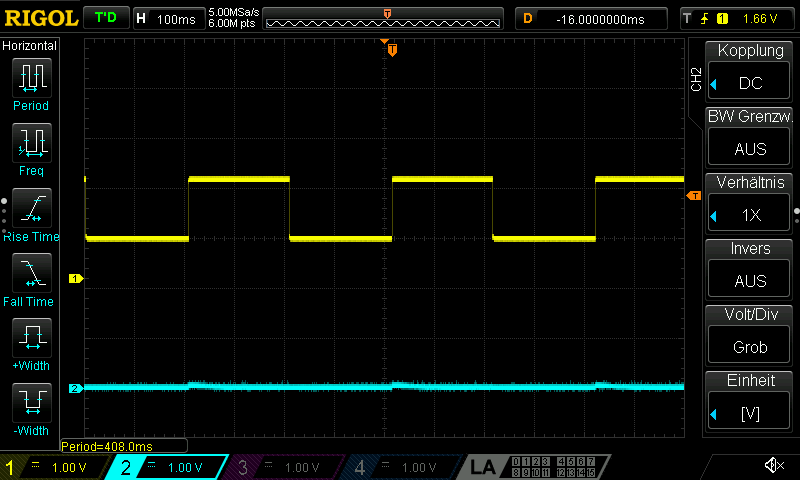 RIGOL T'D H 100ms 5.00MSa/s 6.00M pts T D -16.0000000ms T 1 1.66 V
Horizontal
Period
Freq
Rise Time
Fall Time
+Width
-Width
T
T
1
2
CH2
Kopplung
DC
BW Grenzw.
AUS
Verhältnis
1X
Invers
AUS
Volt/Div
Grob
Einheit
[V]
Period=408.0ms
1 1.00 V 2 1.00 V 3 1.00 V 4 1.00 V LA
0 1 2 3 4 5 6 7
8 9 10 11 12 13 14 15